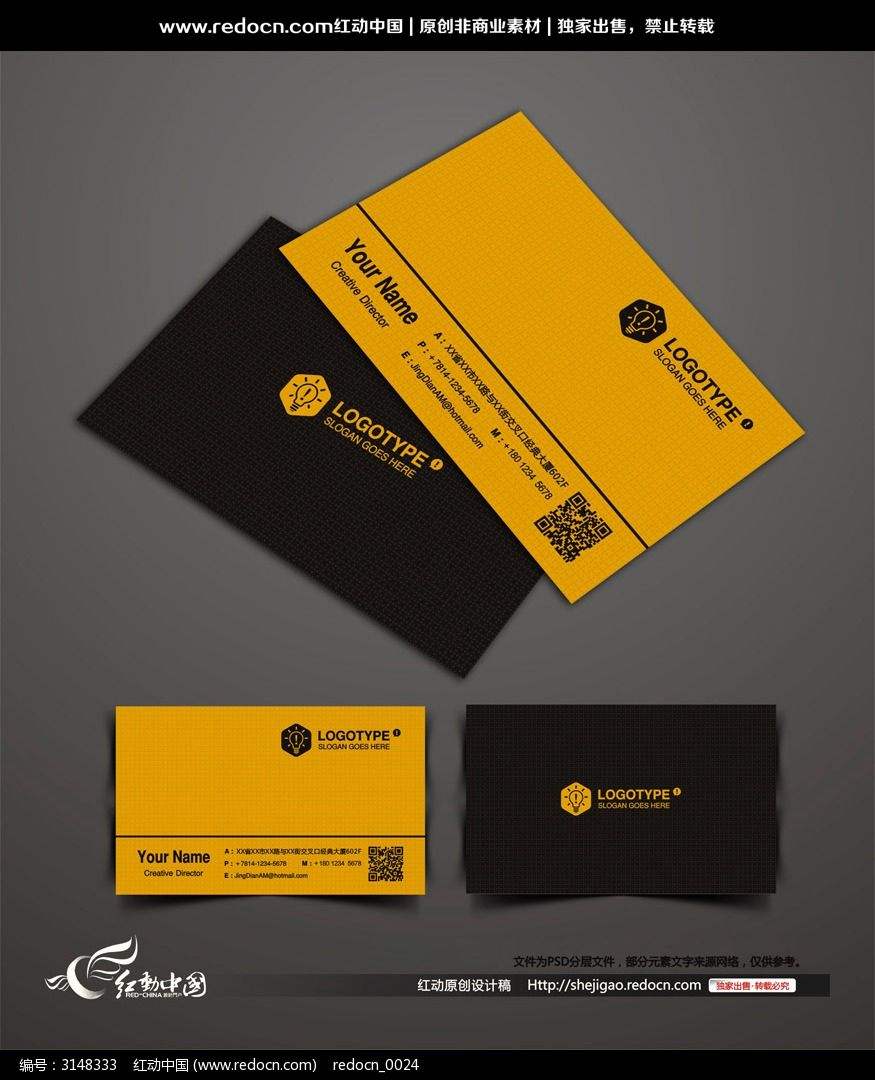 www.redocn.com红动中国 | 原创非商业素材 | 独家出售，禁止转载
Your Name
Creative Director
A：XX省XX市XX路与XX街交叉口经典大厦602F
P：+7814-1234-5678 M：+180 1234 5678
E：JingDianAM@hotmail.com
LOGOTYPE
SLOGAN GOES HERE
LOGOTYPE
SLOGAN GOES HERE
LOGOTYPE
SLOGAN GOES HERE
Your Name
Creative Director
A：XX省XX市XX路与XX街交叉口经典大厦602F
P：+7814-1234-5678 M：+180 1234 5678
E：JingDianAM@hotmail.com
LOGOTYPE
SLOGAN GOES HERE
文件为PSD分层文件，部分元素文字来源网络，仅供参考。
红動中国
RED-CHINA
红动原创设计稿 Http://shejigao.redocn.com 独家出售·转载必究
编号：3148333 红动中国 (www.redocn.com) redocn_0024